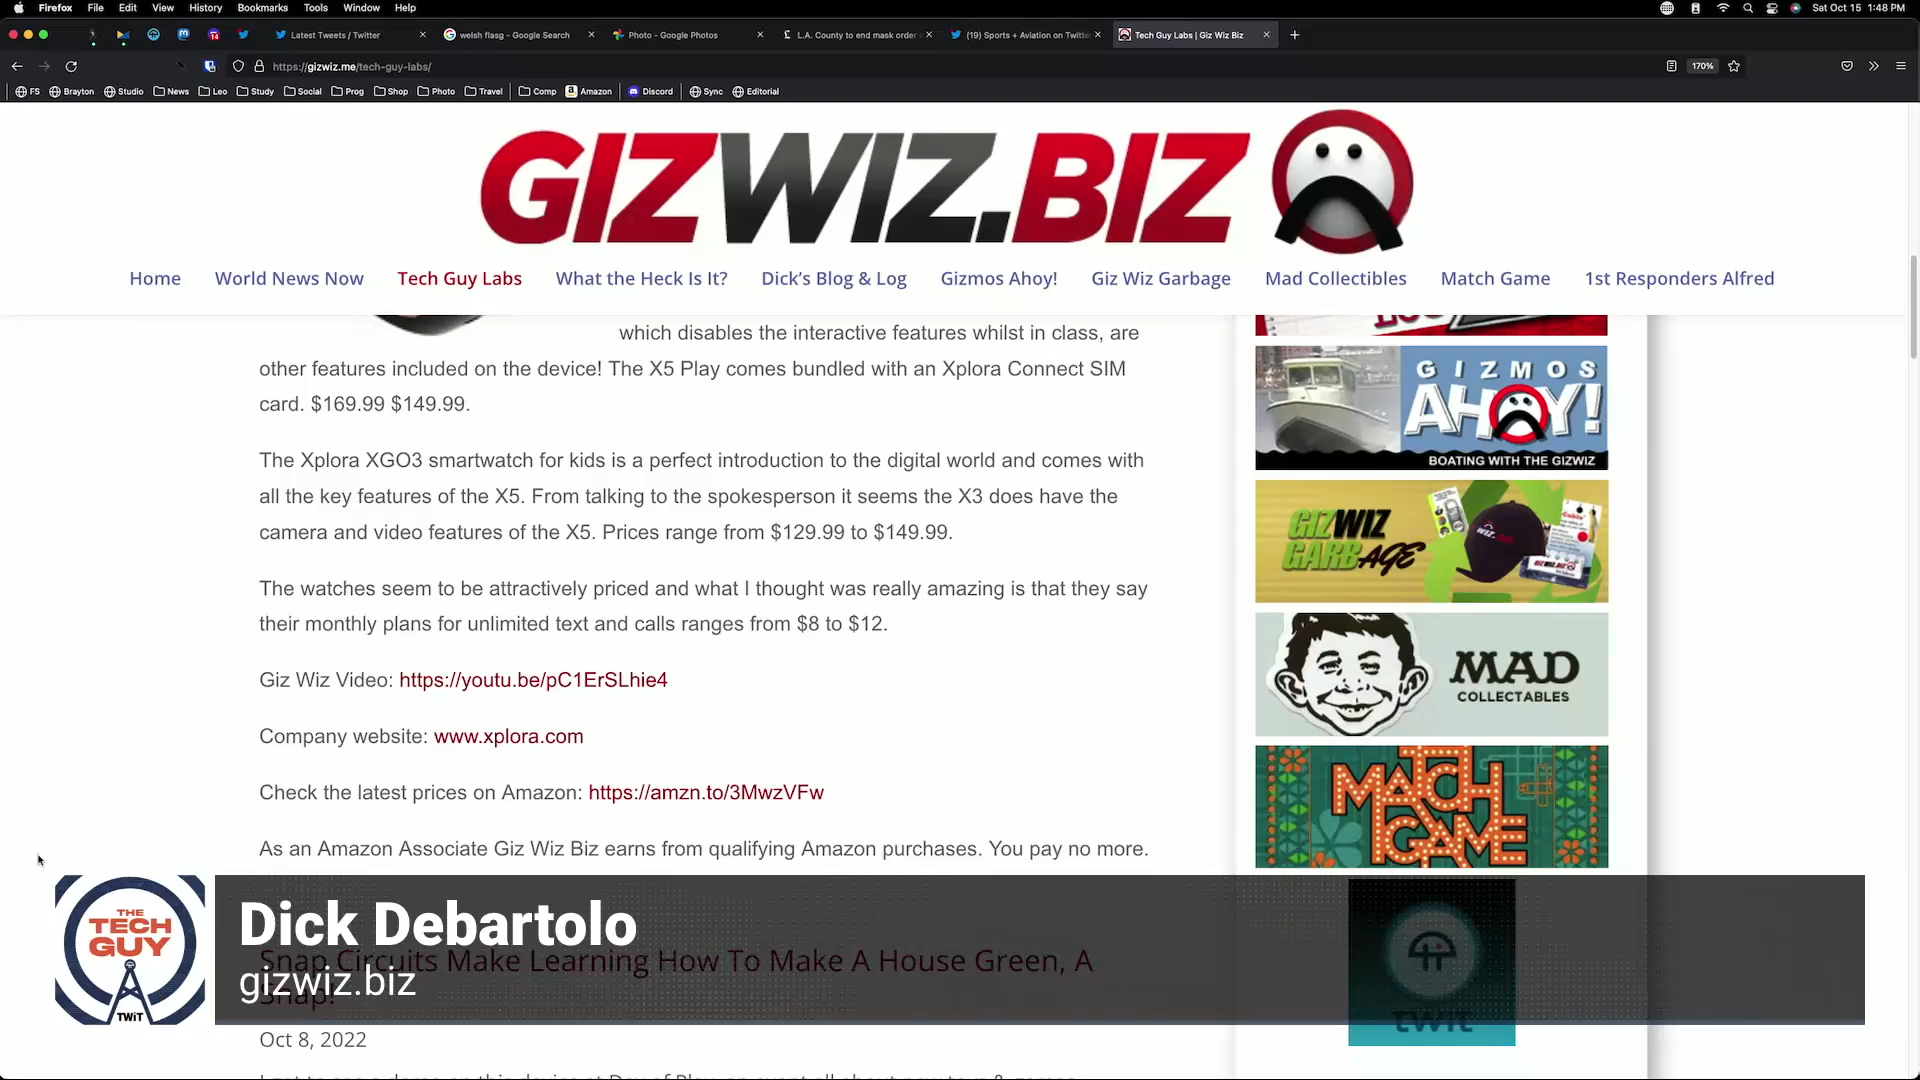 Firefox File Edit View History Bookmarks Tools Window Help
Sat Oct 15 1:48 PM
14
Latest Tweets / Twitter
welsh flasg - Google Search
Photo - Google Photos
L.A. County to end mask order
(19) Sports + Aviation on Twitte
Tech Guy Labs | Giz Wiz Biz
https://gizwiz.me/tech-guy-labs/
170%
FS Brayton Studio News Leo Study Social Prog Shop Photo Travel Comp Amazon Discord Sync Editorial
GIZWIZ.BIZ
Home World News Now Tech Guy Labs What the Heck Is It? Dick's Blog & Log Gizmos Ahoy! Giz Wiz Garbage Mad Collectibles Match Game 1st Responders Alfred
which disables the interactive features whilst in class, are
other features included on the device! The X5 Play comes bundled with an Xplora Connect SIM
card. $169.99 $149.99.
The Xplora XGO3 smartwatch for kids is a perfect introduction to the digital world and comes with
all the key features of the X5. From talking to the spokesperson it seems the X3 does have the
camera and video features of the X5. Prices range from $129.99 to $149.99.
The watches seem to be attractively priced and what I thought was really amazing is that they say
their monthly plans for unlimited text and calls ranges from $8 to $12.
Giz Wiz Video: https://youtu.be/pC1ErSLhie4
Company website: www.xplora.com
Check the latest prices on Amazon: https://amzn.to/3MwzVFw
As an Amazon Associate Giz Wiz Biz earns from qualifying Amazon purchases. You pay no more.
Snap Circuits Make Learning How To Make A House Green, A
Snap!
Oct 8, 2022
GIZMOS
AHOY!
BOATING WITH THE GIZWIZ
GIZWIZ
GARBAGE
MAD
COLLECTABLES
MATCH
GAME
twit
THE
TECH
GUY
TWiT
Dick Debartolo
gizwiz.biz